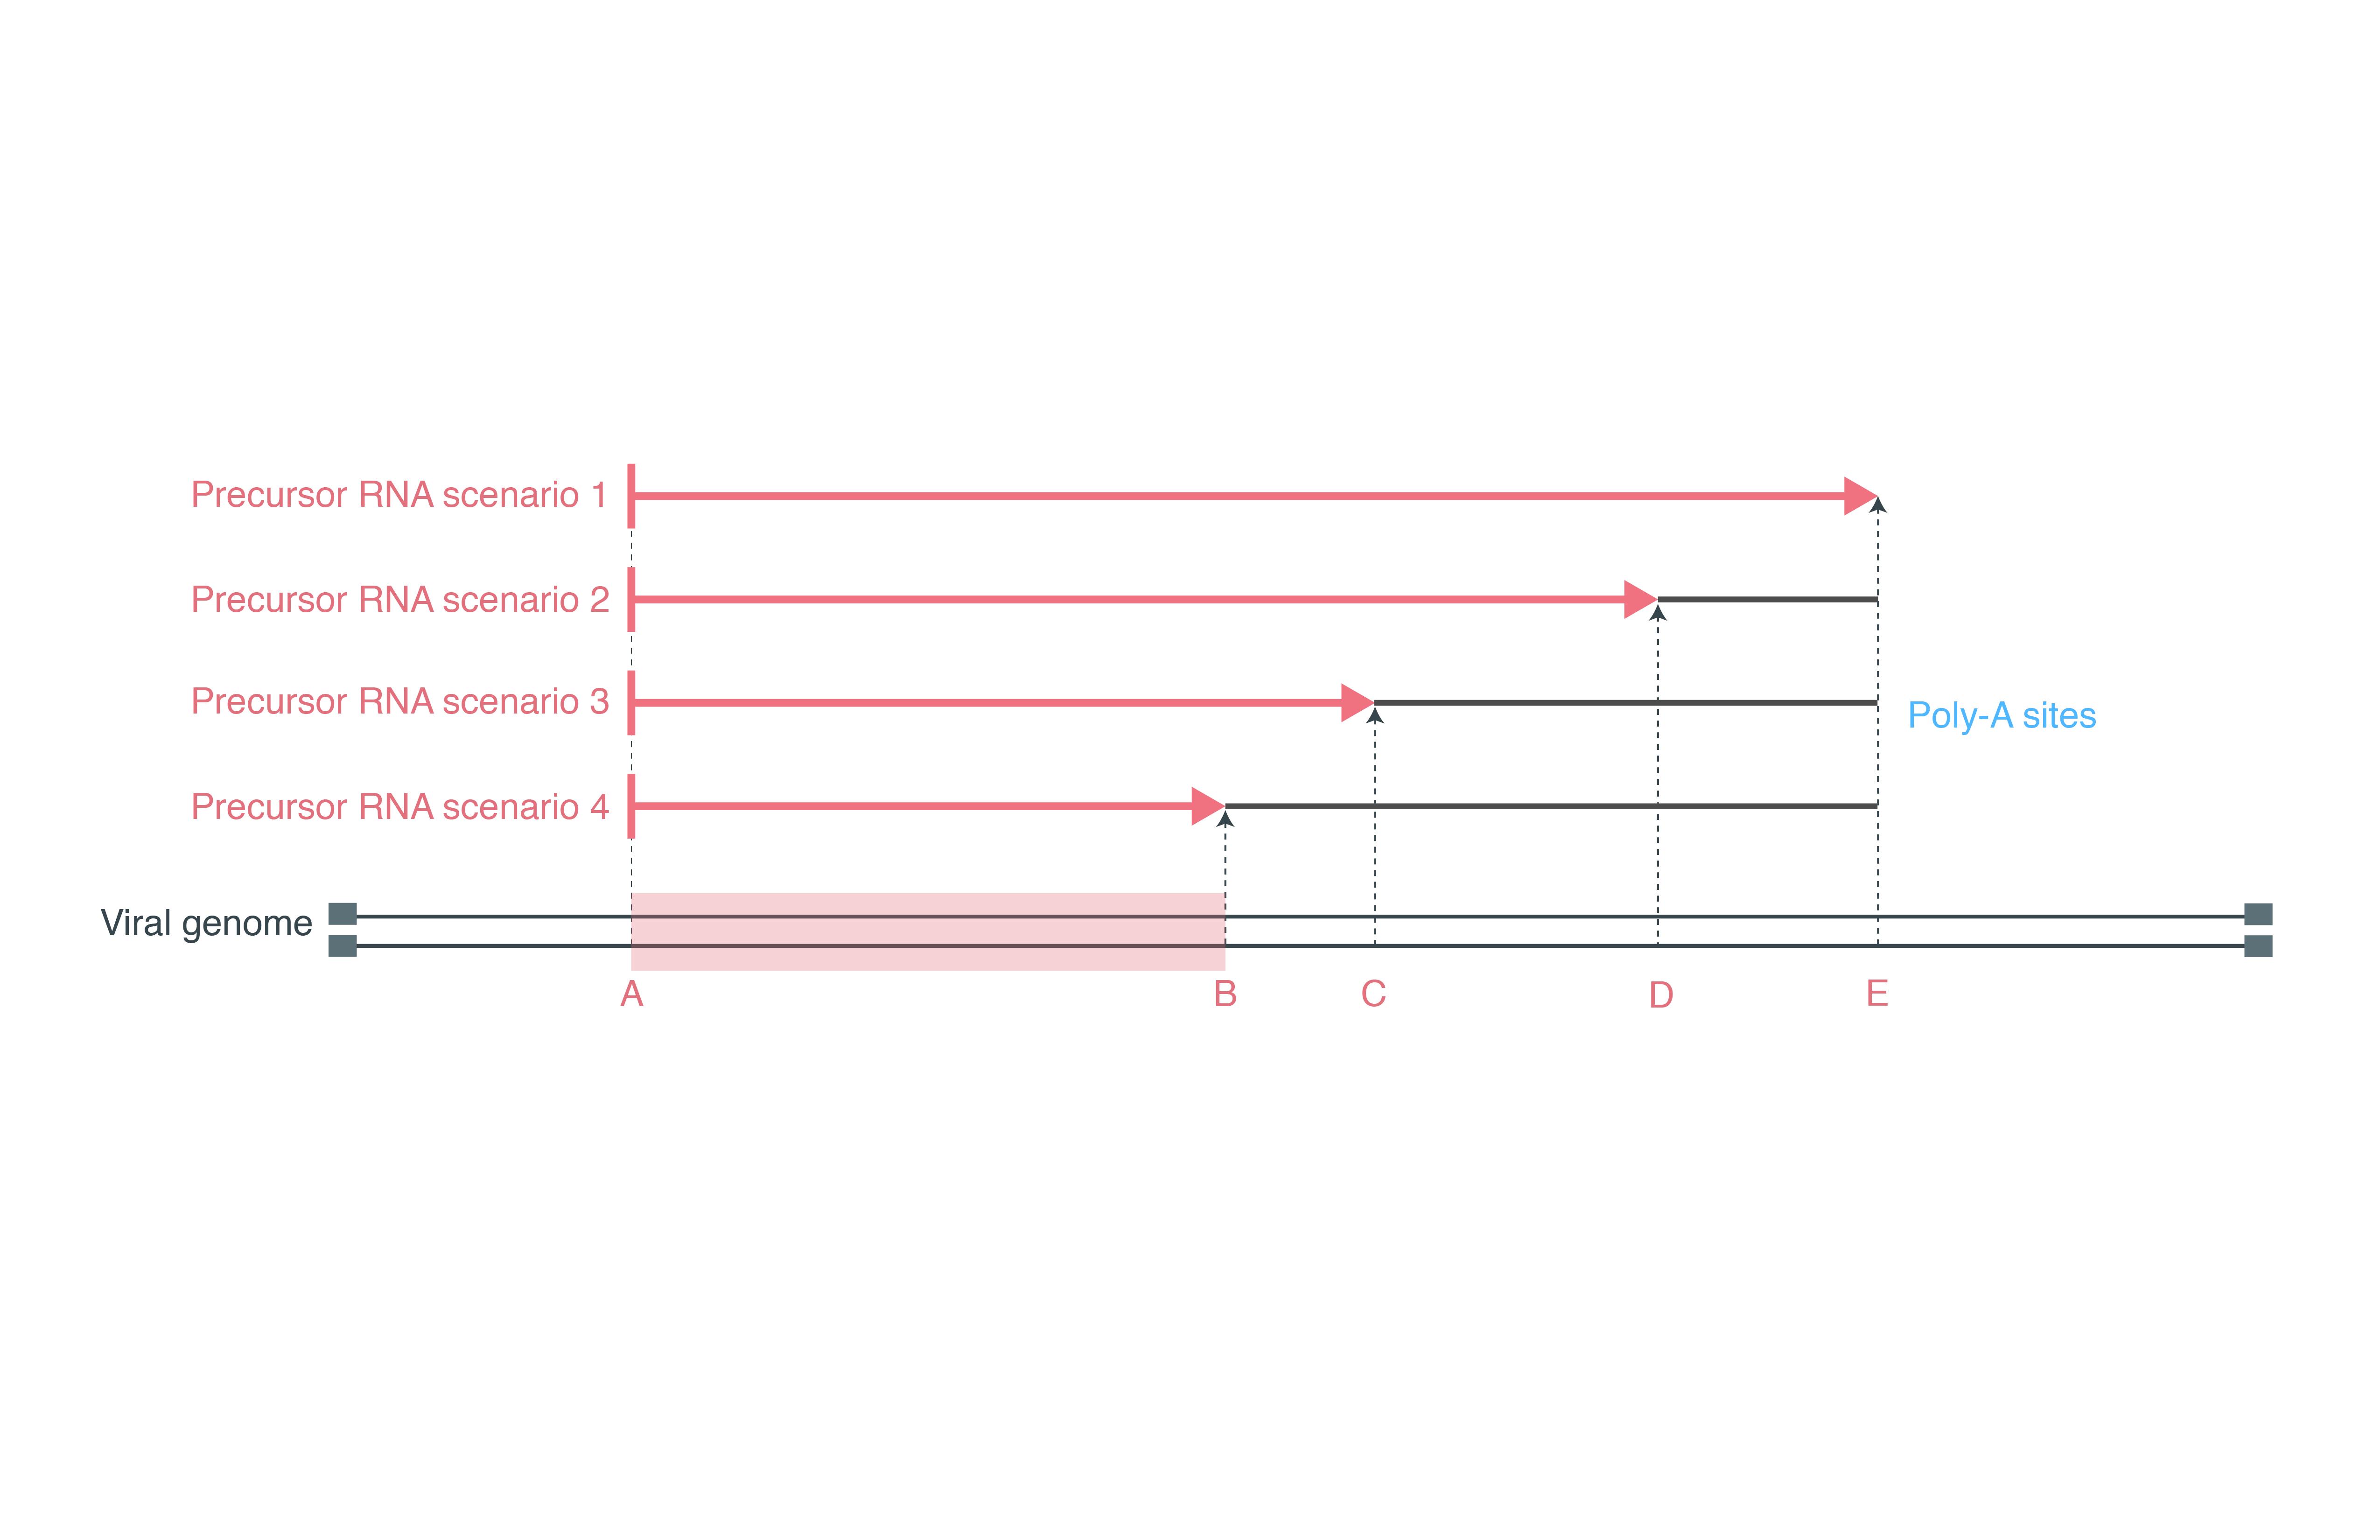 Precursor RNA scenario 1
Precursor RNA scenario 2
Precursor RNA scenario 3
Poly-A sites
Precursor RNA scenario 4
Viral genome
A B C D E